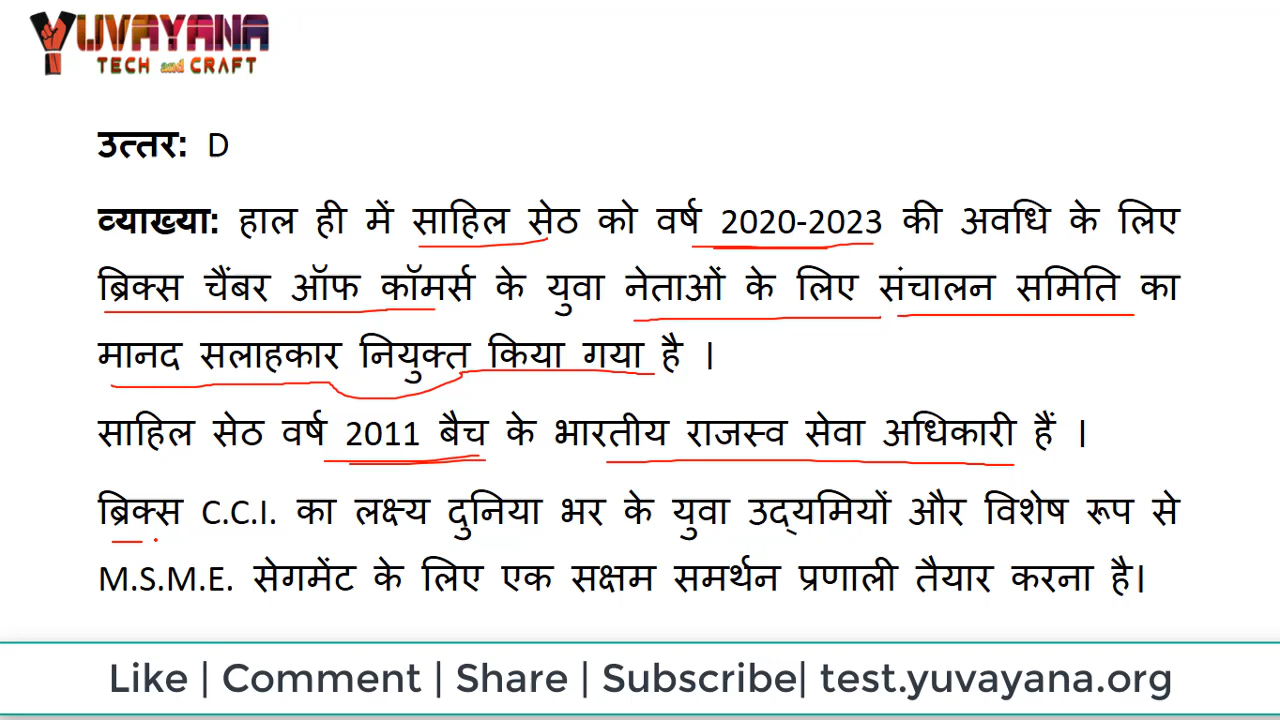 YUVAYANA
TECH and CRAFT
उत्तर: D
व्याख्या: हाल ही में साहिल सेठ को वर्ष 2020-2023 की अवधि के लिए
ब्रिक्स चैंबर ऑफ कॉमर्स के युवा नेताओं के लिए संचालन समिति का
मानद सलाहकार नियुक्त किया गया है ।
साहिल सेठ वर्ष 2011 बैच के भारतीय राजस्व सेवा अधिकारी हैं ।
ब्रिक्स C.C.I. का लक्ष्य दुनिया भर के युवा उद्यमियों और विशेष रूप से
M.S.M.E. सेगमेंट के लिए एक सक्षम समर्थन प्रणाली तैयार करना है।
Like | Comment | Share | Subscribe| test.yuvayana.org